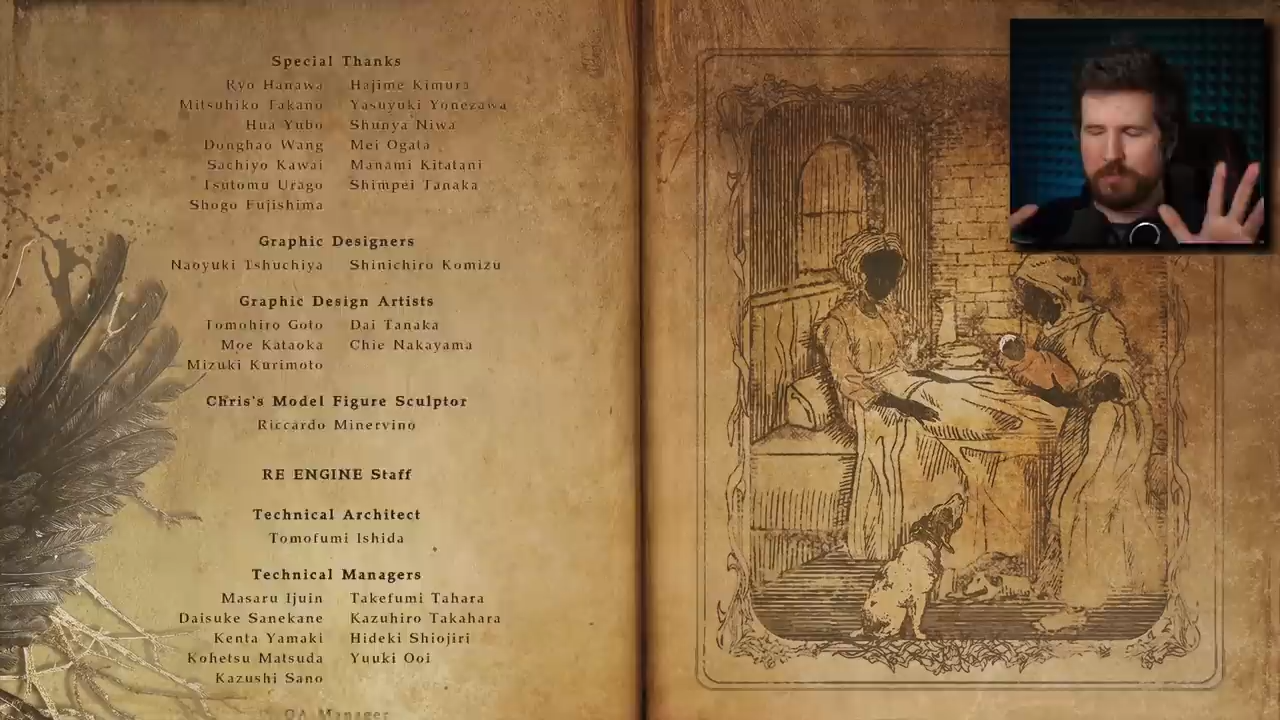 Special Thanks
Ryo Hanawa Hajime Kimura
Mitsuhiko Takano Yasuyuki Yonezawa
Hua Yubo Shunya Niwa
Donghao Wang Mei Ogata
Sachiyo Kawai Manami Kitatani
Tsutomu Urago Shimpei Tanaka
Shogo Fujishima
Graphic Designers
Naoyuki Tshuchiya Shinichiro Komizu
Graphic Design Artists
Tomohiro Goto Dai Tanaka
Moe Kataoka Chie Nakayama
Mizuki Kurimoto
Chris's Model Figure Sculptor
Riccardo Minervino
RE ENGINE Staff
Technical Architect
Tomofumi Ishida
Technical Managers
Masaru Ijuin Takefumi Tahara
Daisuke Sanekane Kazuhiro Takahara
Kenta Yamaki Hideki Shiojiri
Kohetsu Matsuda Yuuki Ooi
Kazushi Sano
QA Manager